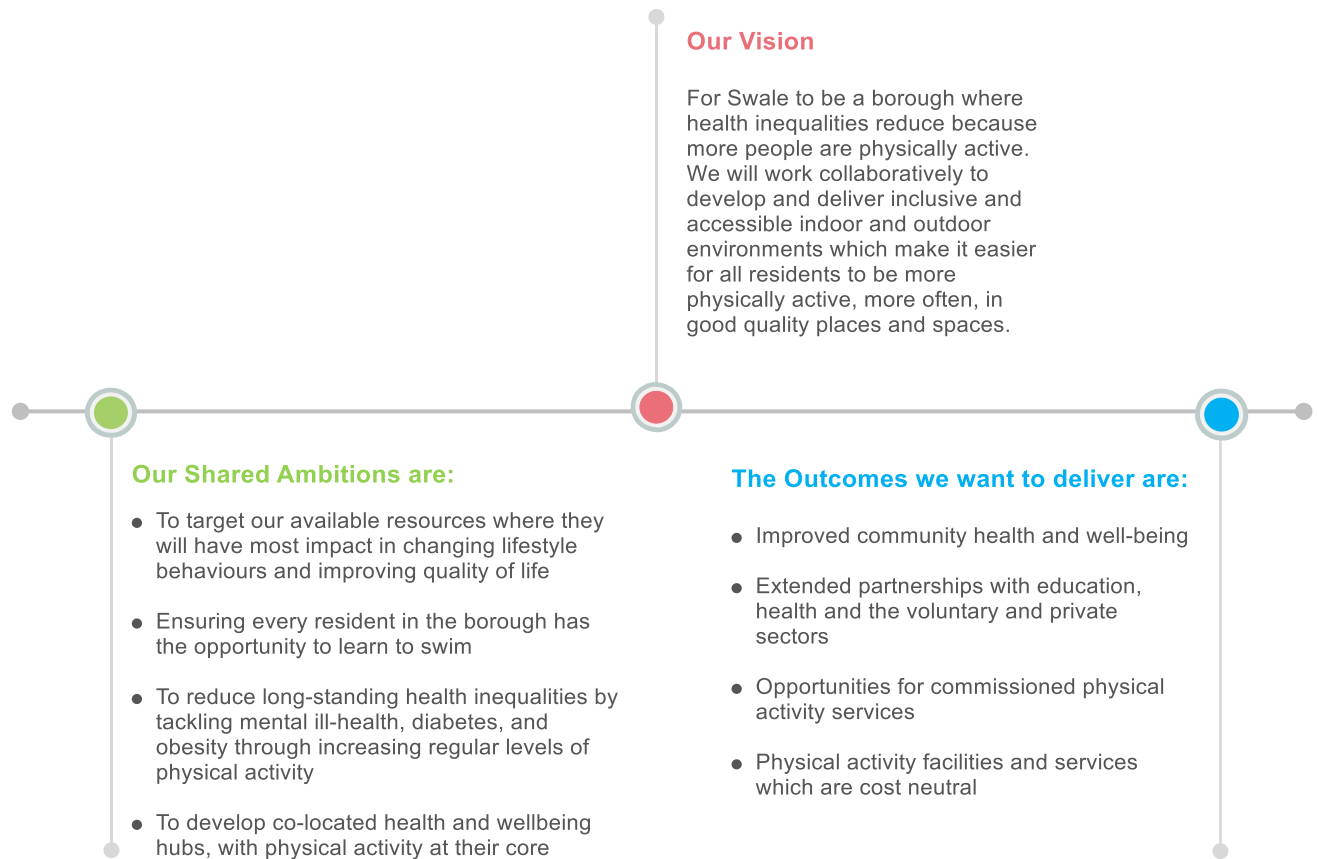 Our Vision
For Swale to be a borough where
health inequalities reduce because
more people are physically active.
We will work collaboratively to
develop and deliver inclusive and
accessible indoor and outdoor
environments which make it easier
for all residents to be more
physically active, more often, in
good quality places and spaces.
Our Shared Ambitions are:
● To target our available resources where they
will have most impact in changing lifestyle
behaviours and improving quality of life
● Ensuring every resident in the borough has
the opportunity to learn to swim
● To reduce long-standing health inequalities by
tackling mental ill-health, diabetes, and
obesity through increasing regular levels of
physical activity
● To develop co-located health and wellbeing
hubs, with physical activity at their core
The Outcomes we want to deliver are:
● Improved community health and well-being
● Extended partnerships with education,
health and the voluntary and private
sectors
● Opportunities for commissioned physical
activity services
● Physical activity facilities and services
which are cost neutral